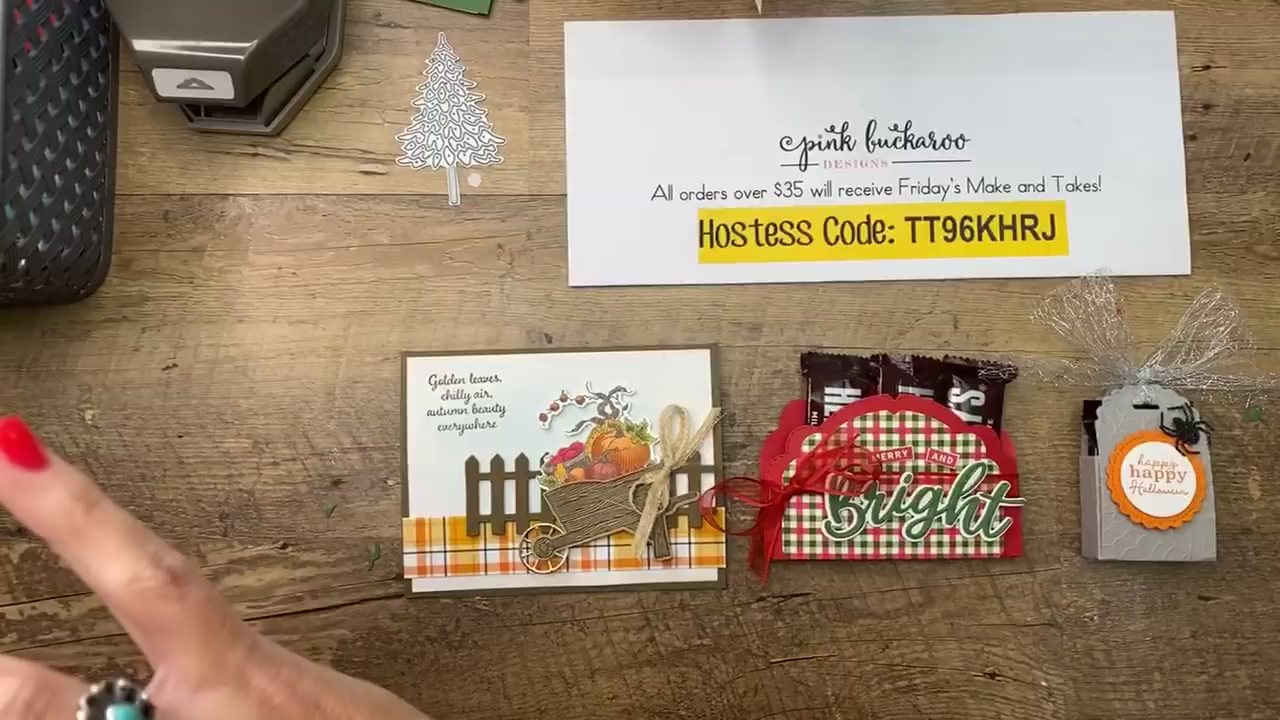 pink buckaroo
DESIGNS
All orders over $35 will receive Friday's Make and Takes!
Hostess Code: TT96KHRJ
Golden leaves,
chilly air,
autumn beauty
everywhere
MERRY AND
Bright
happy
happy
Halloween